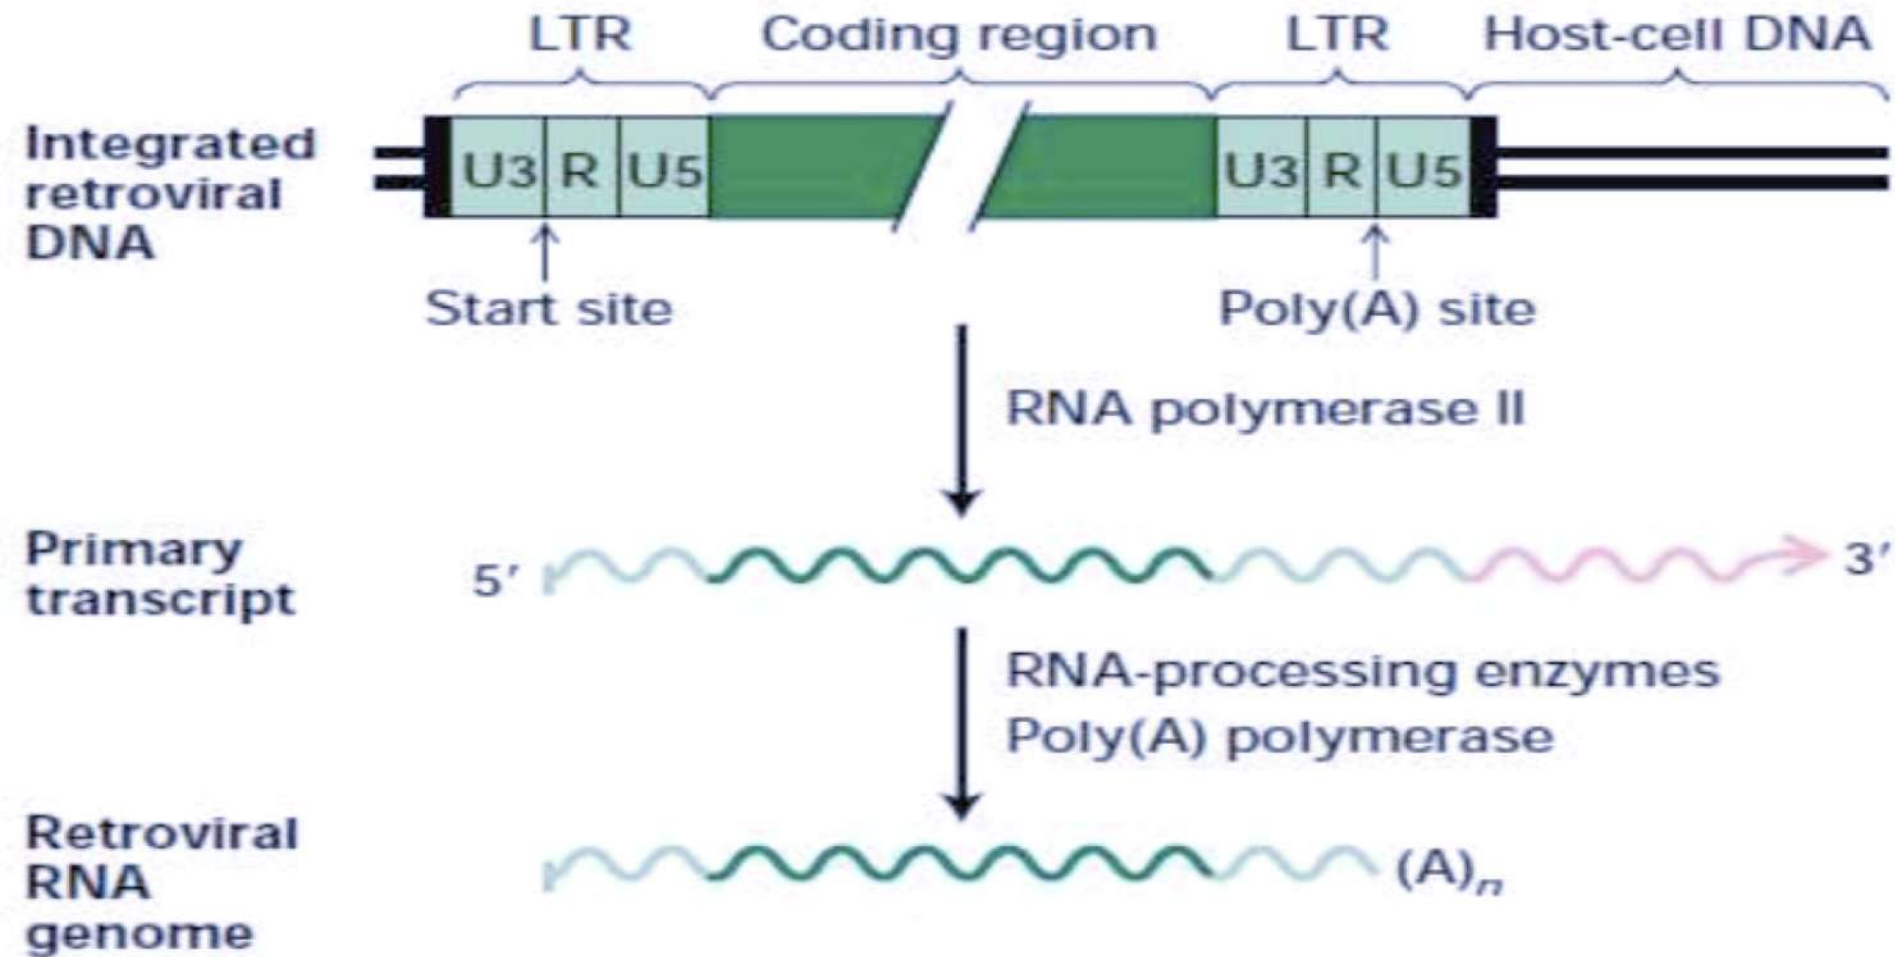 LTR Coding region LTR Host-cell DNA
Integrated
retroviral
DNA
U3 R U5 U3 R U5
Start site Poly(A) site
RNA polymerase II
Primary
transcript
5′ 3′
RNA-processing enzymes
Poly(A) polymerase
Retroviral
RNA
genome
(A)n